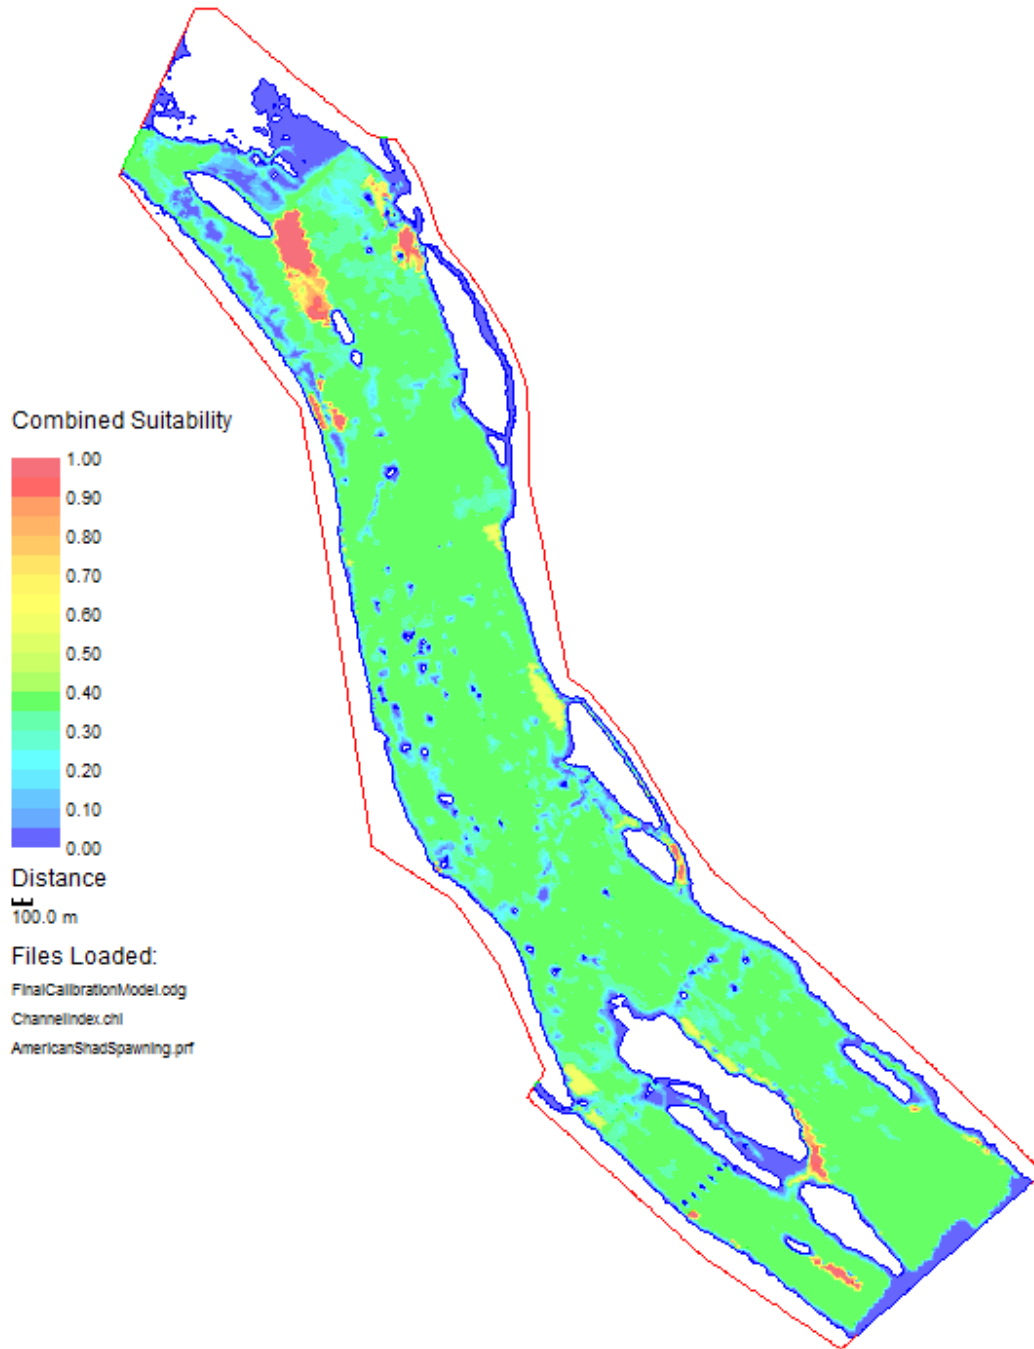 Combined Suitability
1.00
0.90
0.80
0.70
0.60
0.50
0.40
0.30
0.20
0.10
0.00
Distance
100.0 m
Files Loaded:
FinalCalibrationModel.cdg
ChannelIndex.chi
AmericanShadSpawning.prf